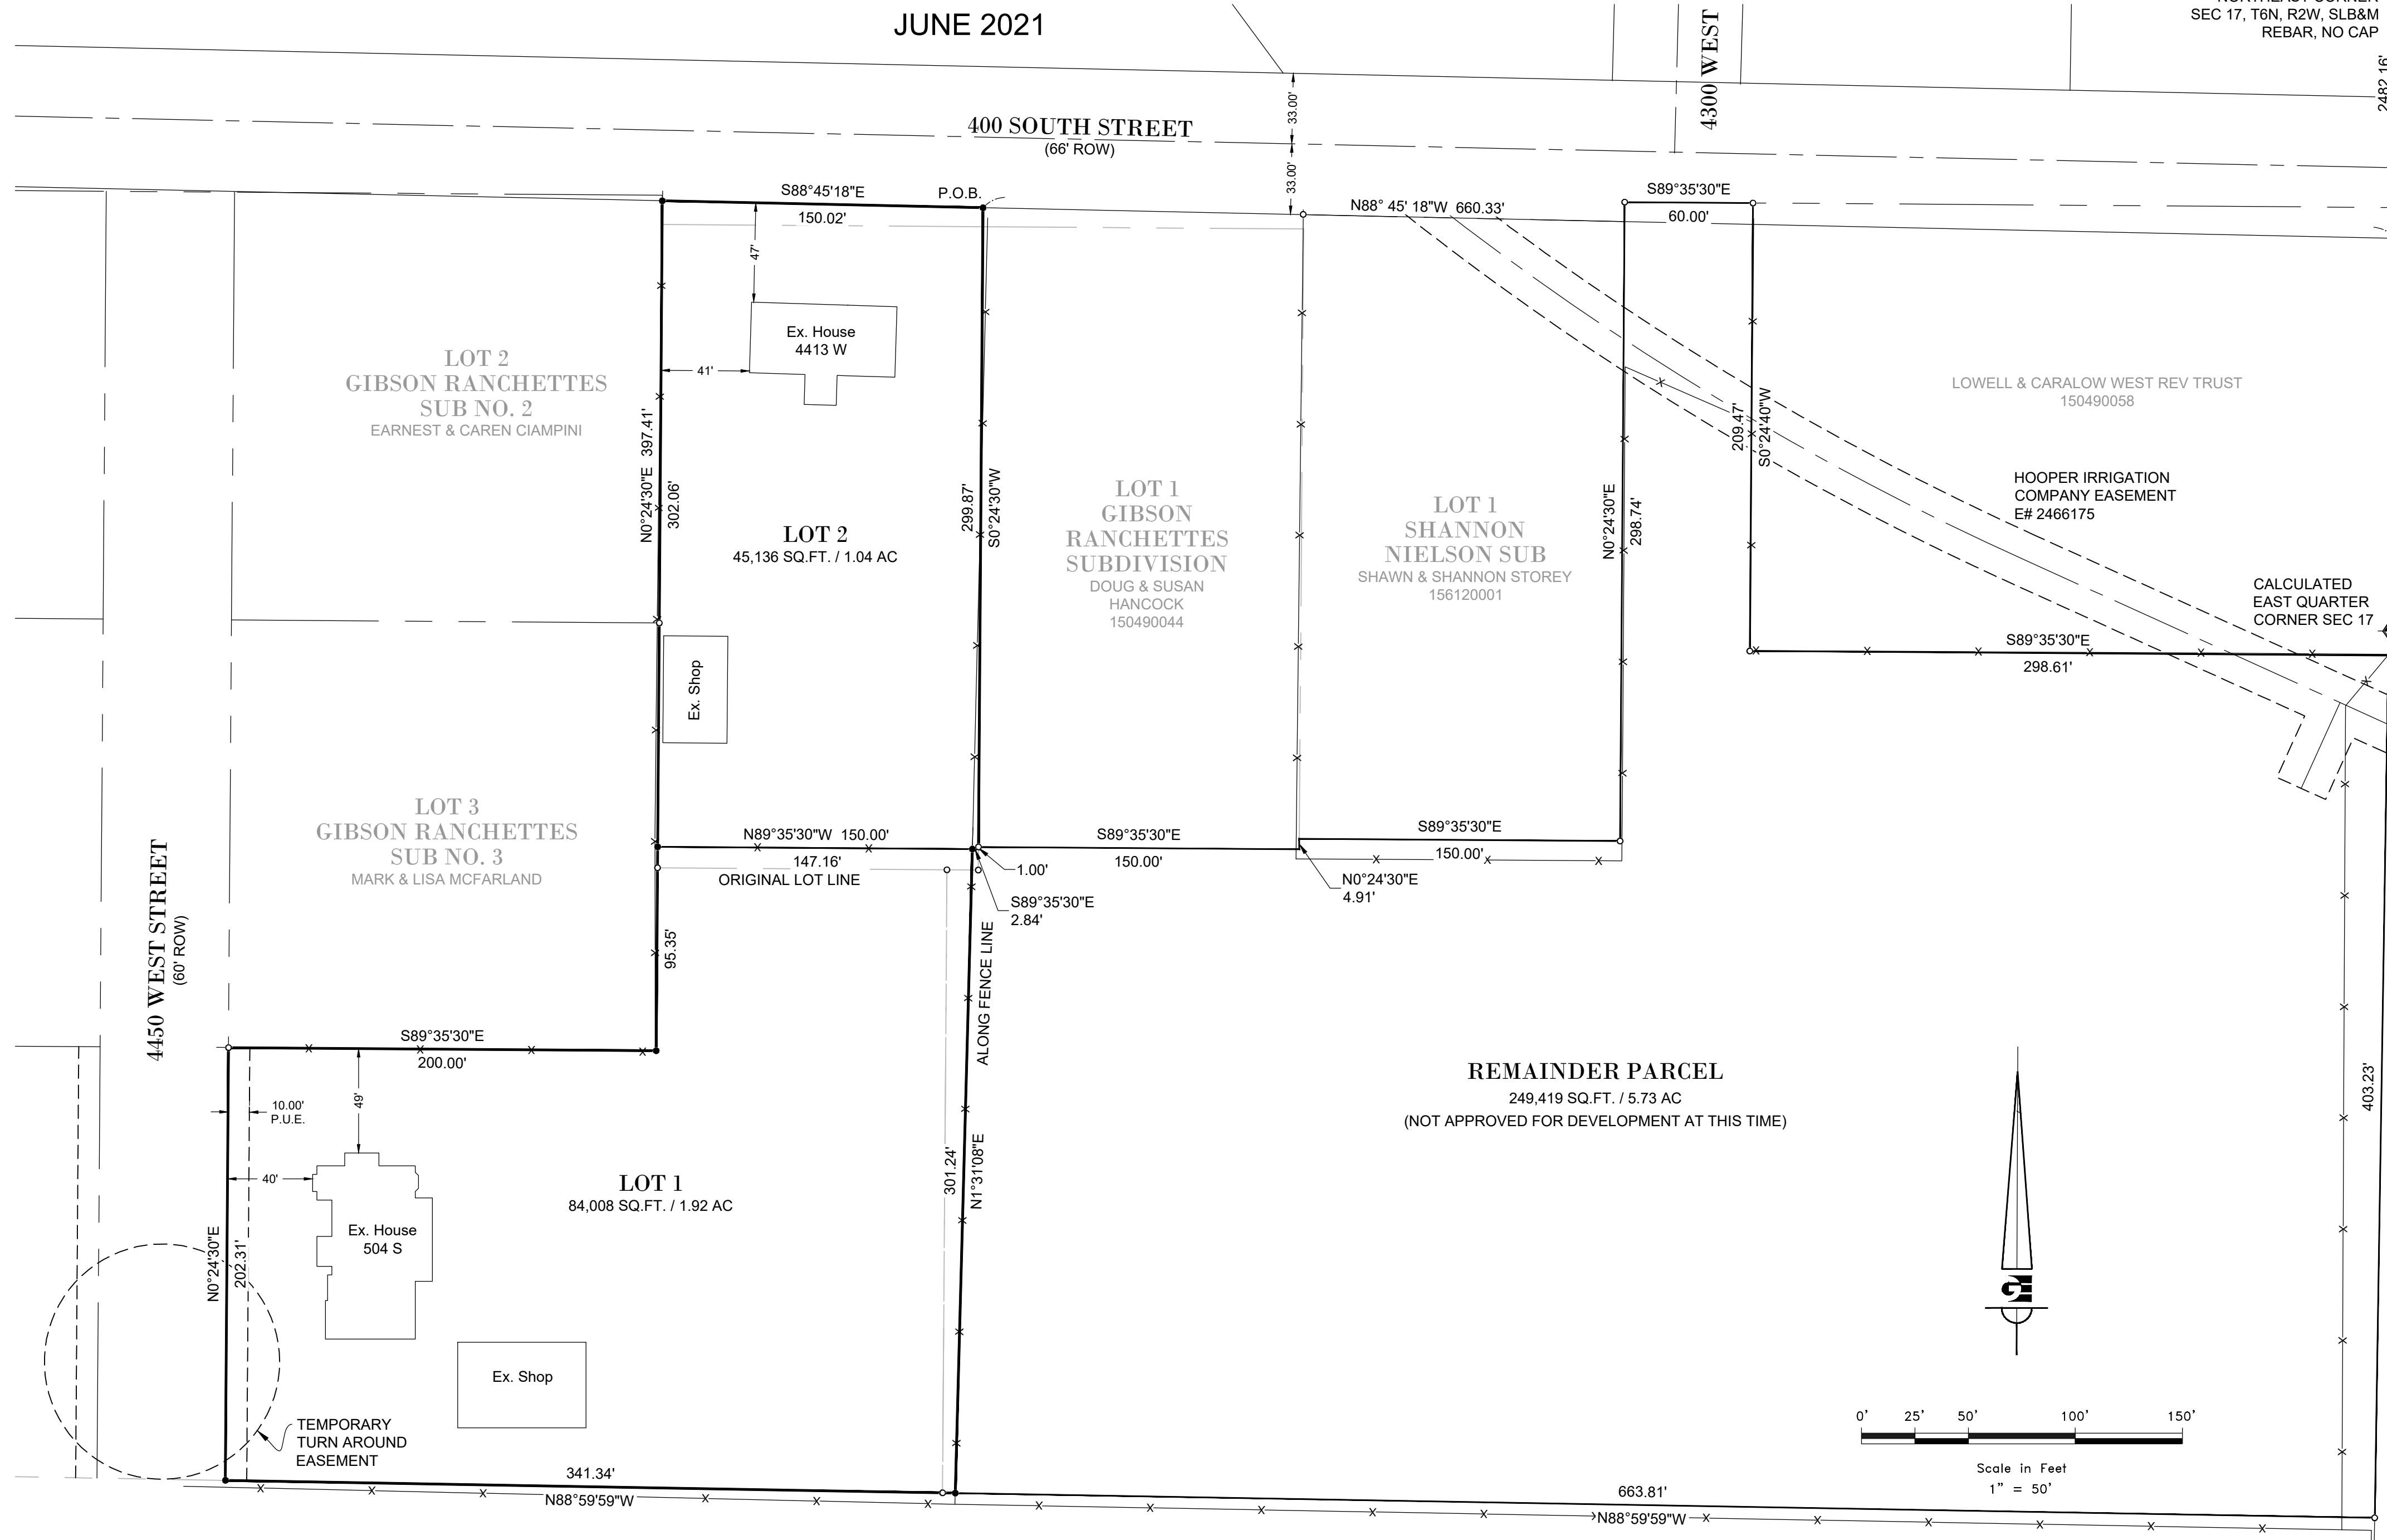 JUNE 2021
NORTHEAST CORNER
SEC 17, T6N, R2W, SLB&M
REBAR, NO CAP
2482.16'
4300 WEST
33.00'
33.00'
400 SOUTH STREET
(66' ROW)
S88°45'18"E
150.02'
P.O.B.
N88° 45' 18"W 660.33'
S89°35'30"E
60.00'
47'
Ex. House
4413 W
41'
LOT 2
GIBSON RANCHETTES
SUB NO. 2
EARNEST & CAREN CIAMPINI
N0°24'30"E 397.41'
302.06'
LOT 2
45,136 SQ.FT. / 1.04 AC
299.87'
S0°24'30"W
LOT 1
GIBSON
RANCHETTES
SUBDIVISION
DOUG & SUSAN
HANCOCK
150490044
LOT 1
SHANNON
NIELSON SUB
SHAWN & SHANNON STOREY
156120001
N0°24'30"E
298.74'
209.47'
S0°24'40"W
LOWELL & CARALOW WEST REV TRUST
150490058
HOOPER IRRIGATION
COMPANY EASEMENT
E# 2466175
CALCULATED
EAST QUARTER
CORNER SEC 17
S89°35'30"E
298.61'
Ex. Shop
LOT 3
GIBSON RANCHETTES
SUB NO. 3
MARK & LISA MCFARLAND
4450 WEST STREET
(60' ROW)
N89°35'30"W 150.00'
147.16'
ORIGINAL LOT LINE
1.00'
S89°35'30"E
2.84'
S89°35'30"E
150.00'
S89°35'30"E
150.00'
N0°24'30"E
4.91'
95.35'
ALONG FENCE LINE
S89°35'30"E
200.00'
10.00'
P.U.E.
49'
40'
Ex. House
504 S
LOT 1
84,008 SQ.FT. / 1.92 AC
301.24'
N1°31'08"E
REMAINDER PARCEL
249,419 SQ.FT. / 5.73 AC
(NOT APPROVED FOR DEVELOPMENT AT THIS TIME)
403.23'
N0°24'30"E
202.31'
Ex. Shop
TEMPORARY
TURN AROUND
EASEMENT
341.34'
N88°59'59"W
663.81'
N88°59'59"W
GE
0' 25' 50' 100' 150'
Scale in Feet
1" = 50'